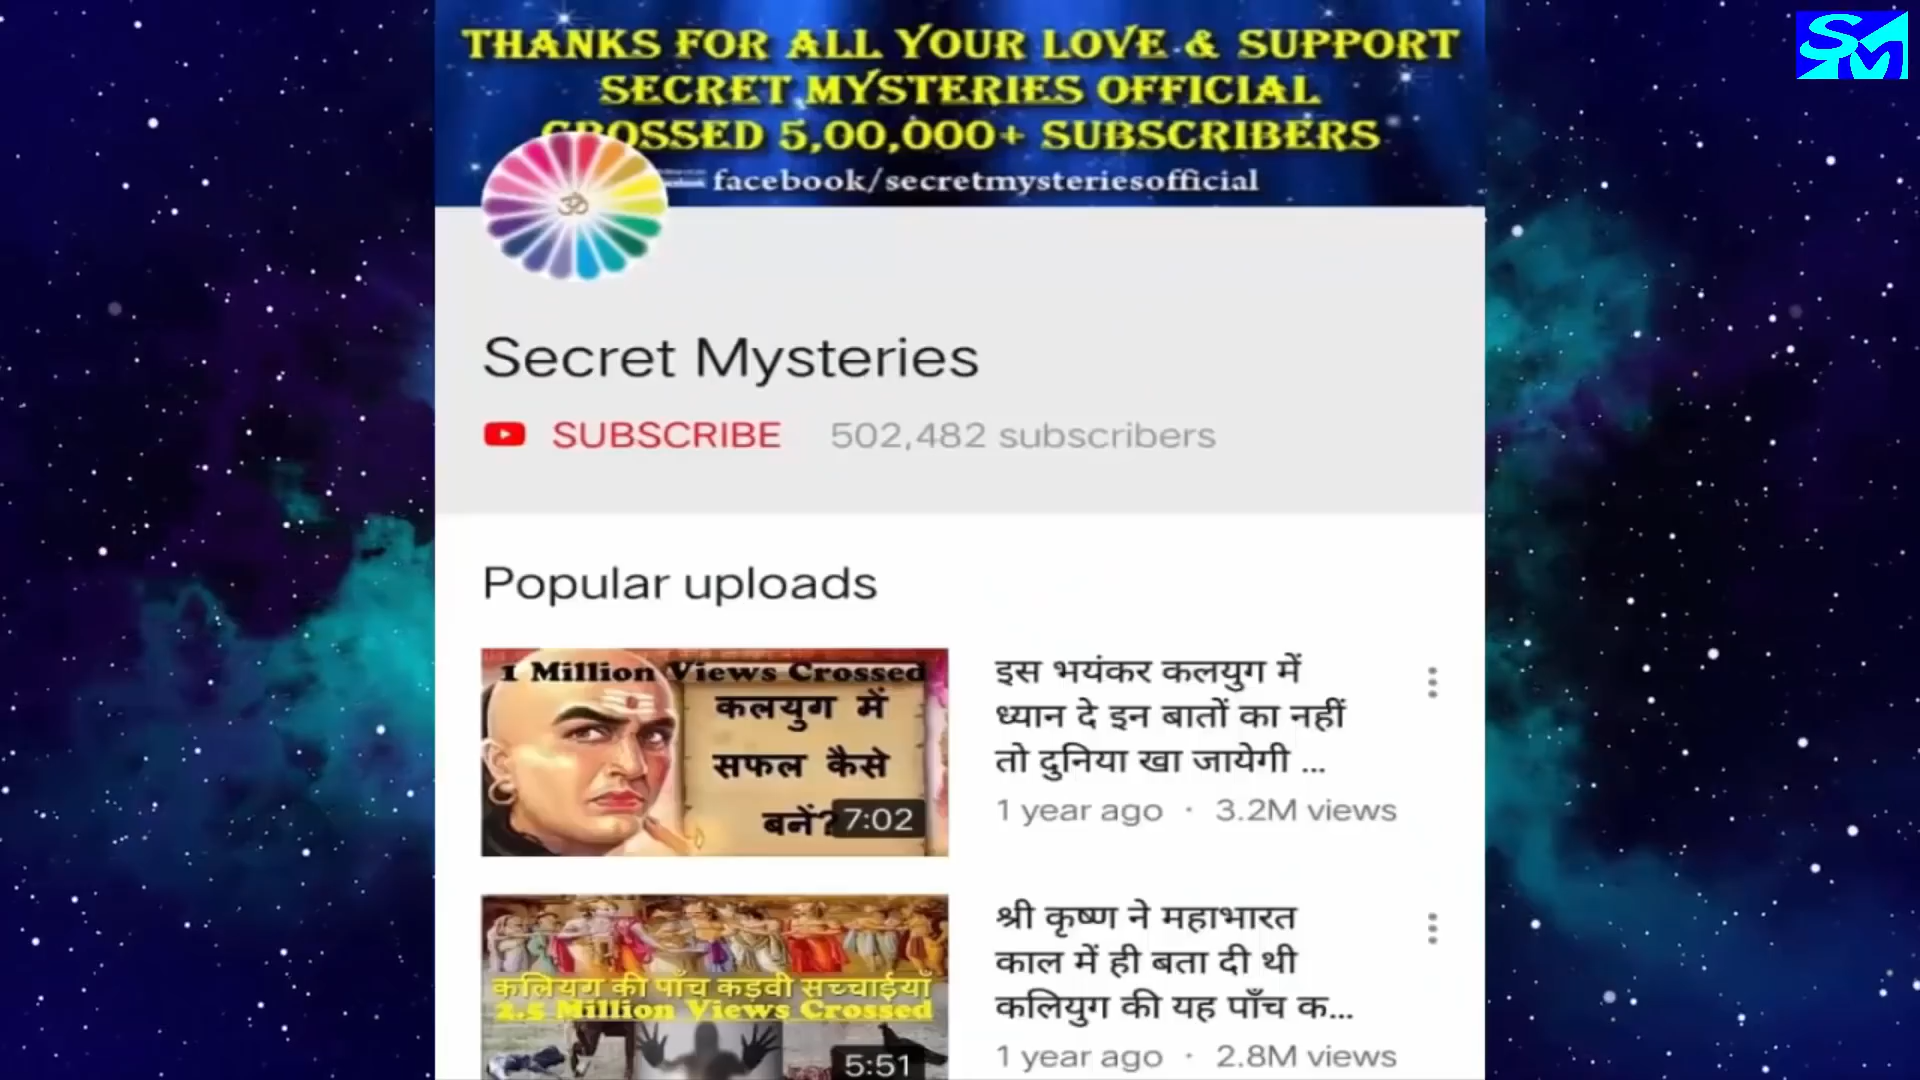 SM
THANKS FOR ALL YOUR LOVE & SUPPORT
SECRET MYSTERIES OFFICIAL
CROSSED 5,00,000+ SUBSCRIBERS
facebook/secretmysteriesofficial
ॐ
Secret Mysteries
SUBSCRIBE 502,482 subscribers
Popular uploads
1 Million Views Crossed
कलयुग में
सफल कैसे
बनें?
7:02
इस भयंकर कलयुग में
ध्यान दे इन बातों का नहीं
तो दुनिया खा जायेगी ...
1 year ago · 3.2M views
कलियुग की पाँच कड़वी सच्चाईयाँ
2.5 Million Views Crossed
5:51
श्री कृष्ण ने महाभारत
काल में ही बता दी थी
कलियुग की यह पाँच क...
1 year ago · 2.8M views